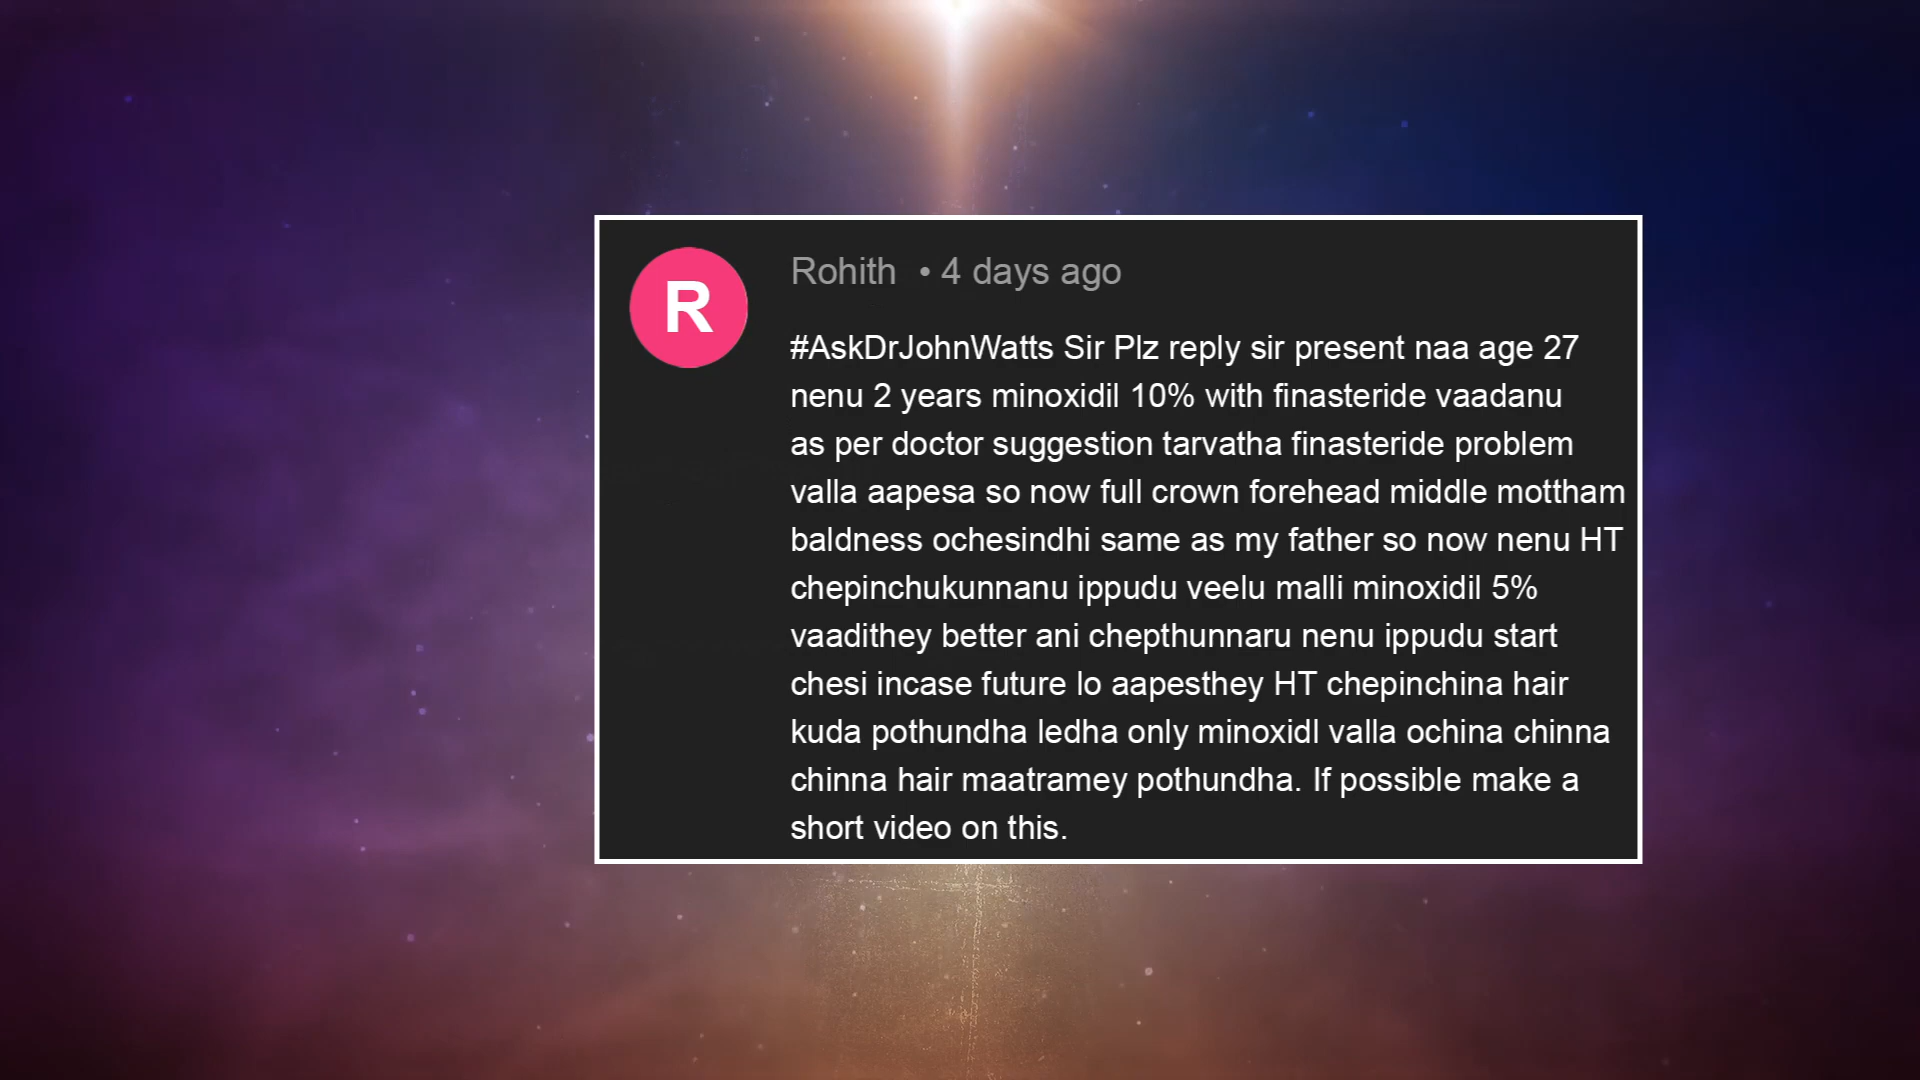 R
Rohith • 4 days ago
#AskDrJohnWatts Sir Plz reply sir present naa age 27
nenu 2 years minoxidil 10% with finasteride vaadanu
as per doctor suggestion tarvatha finasteride problem
valla aapesa so now full crown forehead middle mottham
baldness ochesindhi same as my father so now nenu HT
chepinchukunnanu ippudu veelu malli minoxidil 5%
vaadithey better ani chepthunnaru nenu ippudu start
chesi incase future lo aapesthey HT chepinchina hair
kuda pothundha ledha only minoxidl valla ochina chinna
chinna hair maatramey pothundha. If possible make a
short video on this.